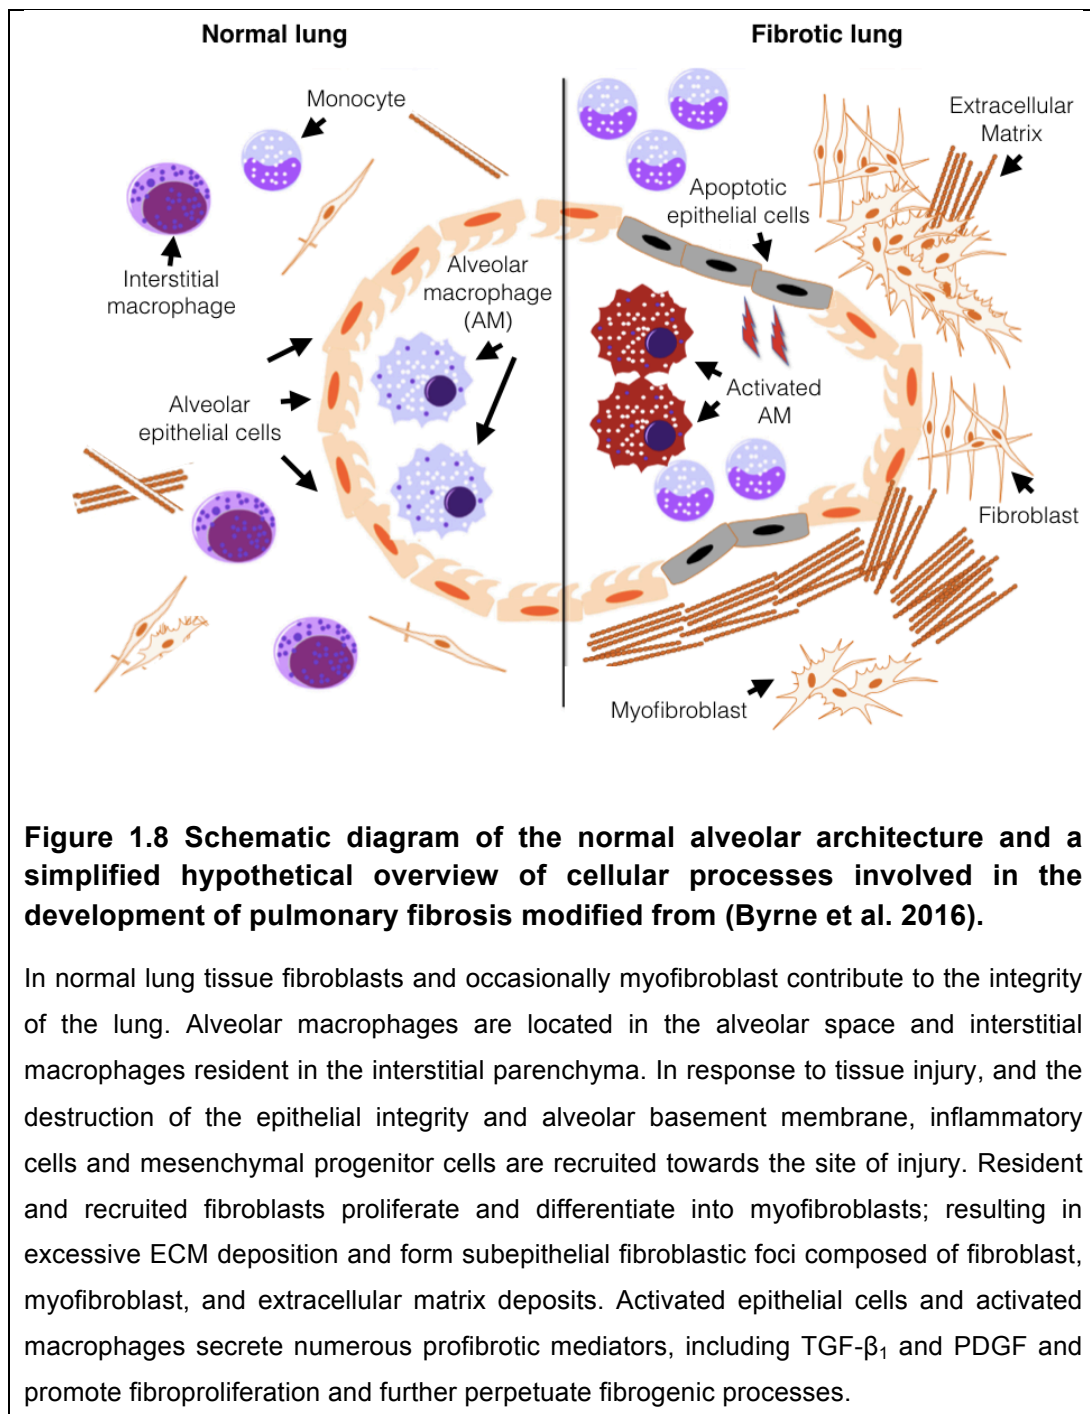 Normal lung
Fibrotic lung
Monocyte
Interstitial
macrophage
Alveolar
macrophage
(AM)
Alveolar
epithelial cells
Extracellular
Matrix
Apoptotic
epithelial cells
Activated
AM
Fibroblast
Myofibroblast
Figure 1.8 Schematic diagram of the normal alveolar architecture and a
simplified hypothetical overview of cellular processes involved in the
development of pulmonary fibrosis modified from (Byrne et al. 2016).
In normal lung tissue fibroblasts and occasionally myofibroblast contribute to the integrity
of the lung. Alveolar macrophages are located in the alveolar space and interstitial
macrophages resident in the interstitial parenchyma. In response to tissue injury, and the
destruction of the epithelial integrity and alveolar basement membrane, inflammatory
cells and mesenchymal progenitor cells are recruited towards the site of injury. Resident
and recruited fibroblasts proliferate and differentiate into myofibroblasts; resulting in
excessive ECM deposition and form subepithelial fibroblastic foci composed of fibroblast,
myofibroblast, and extracellular matrix deposits. Activated epithelial cells and activated
macrophages secrete numerous profibrotic mediators, including TGF-β₁ and PDGF and
promote fibroproliferation and further perpetuate fibrogenic processes.